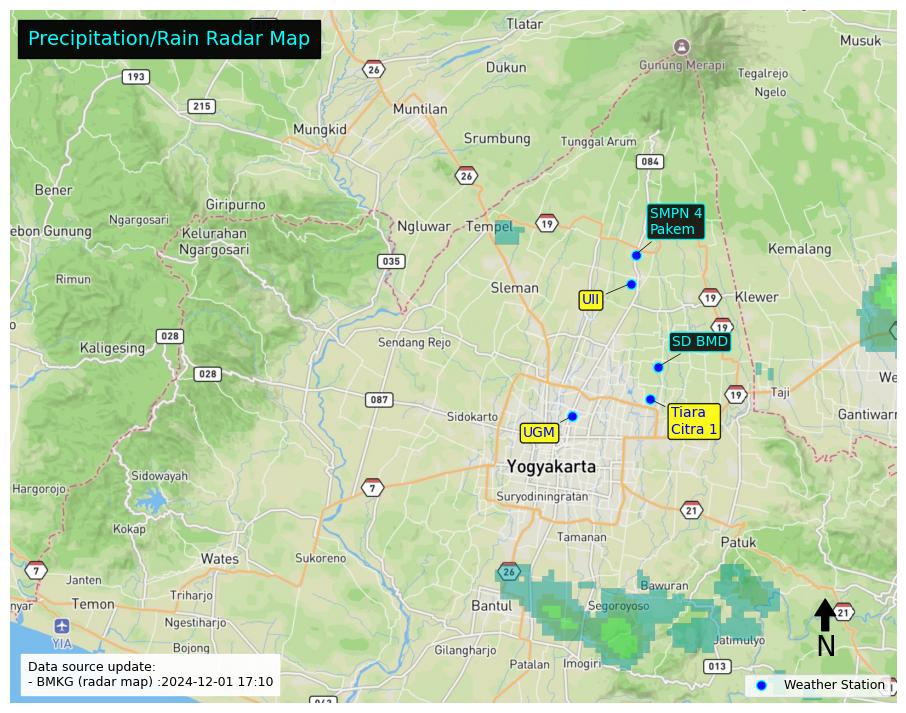 Precipitation/Rain Radar Map
Tlatar
Musuk
26
Dukun
Gunung Merapi
Tegalrejo
193
Ngelo
215
Muntilan
Mungkid
Srumbung
Tunggal Arum
084
26
Bener
Giripurno
SMPN 4
Pakem
Ngargosari
Kelurahan
Ngargosari
ebon Gunung
Ngluwar
Tempel
19
Kemalang
035
Rimun
Sleman
UII
19
Klewer
19
028
Kaligesing
Sendang Rejo
SD BMD
028
We
087
19
Taji
Sidokarto
Tiara
Citra 1
Gantiwarn
UGM
Yogyakarta
Sidowayah
7
Hargorojo
Suryodiningratan
21
Kokap
Tamanan
Patuk
Wates
Sukoreno
7
26
Janten
Bawuran
Triharjo
nyar
Temon
Bantul
Segoroyoso
21
Ngestiharjo
YIA
Jatimulyo
Bojong
Gilangharjo
N
Patalan
Imogiri
013
Data source update:
- BMKG (radar map) :2024-12-01 17:10
Weather Station